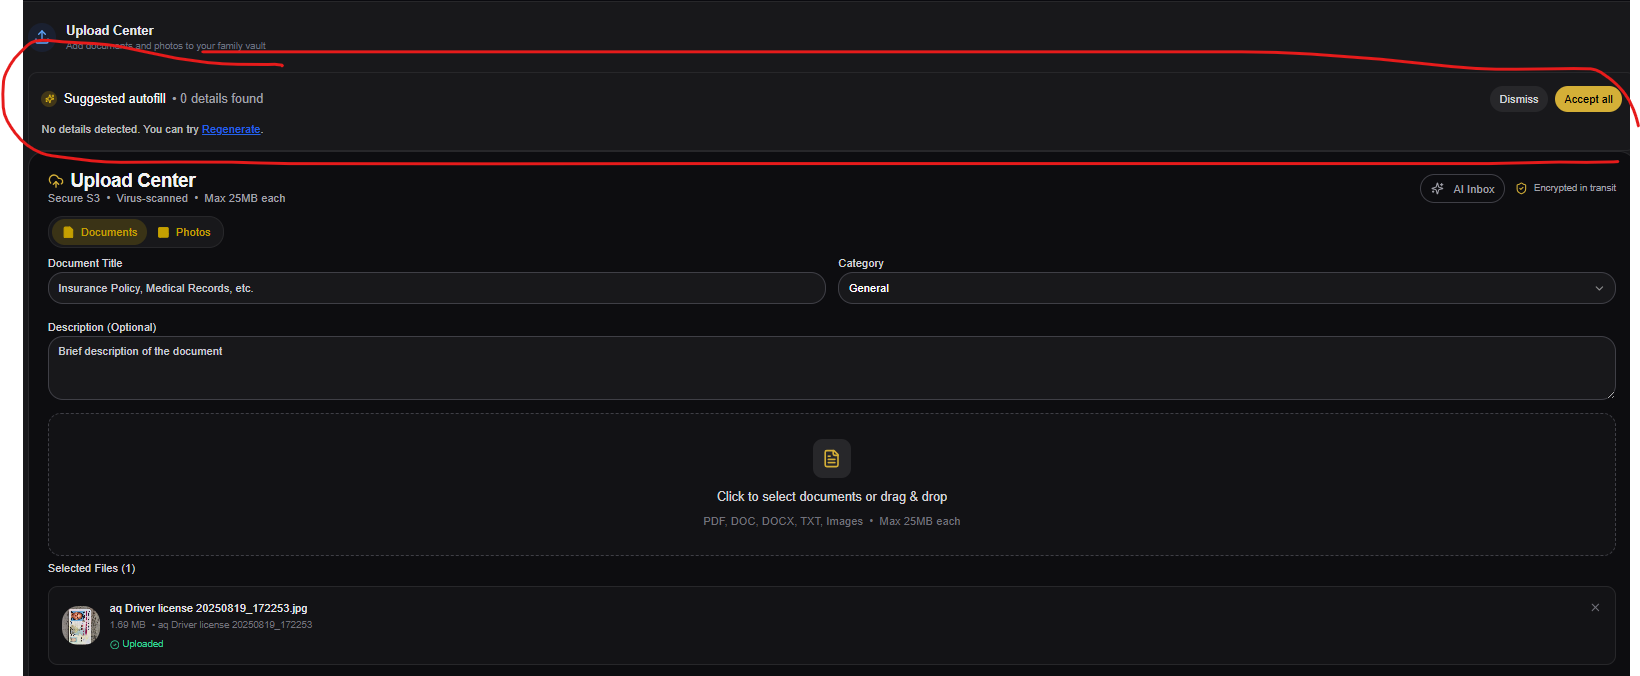 Upload Center
Add documents and photos to your family vault
Suggested autofill • 0 details found
Dismiss
Accept all
No details detected. You can try Regenerate.
Upload Center
Secure S3 • Virus-scanned • Max 25MB each
AI Inbox
Encrypted in transit
Documents
Photos
Document Title
Category
Insurance Policy, Medical Records, etc.
General
Description (Optional)
Brief description of the document
Click to select documents or drag & drop
PDF, DOC, DOCX, TXT, Images • Max 25MB each
Selected Files (1)
aq Driver license 20250819_172253.jpg
1.69 MB • aq Driver license 20250819_172253
Uploaded